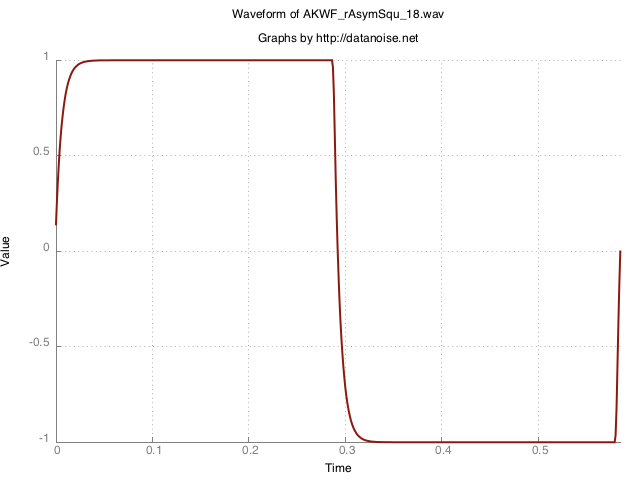 Waveform of AKWF_rAsymSqu_18.wav
Graphs by http://datanoise.net
1
0.5
0
-0.5
-1
Value
0 0.1 0.2 0.3 0.4 0.5
Time